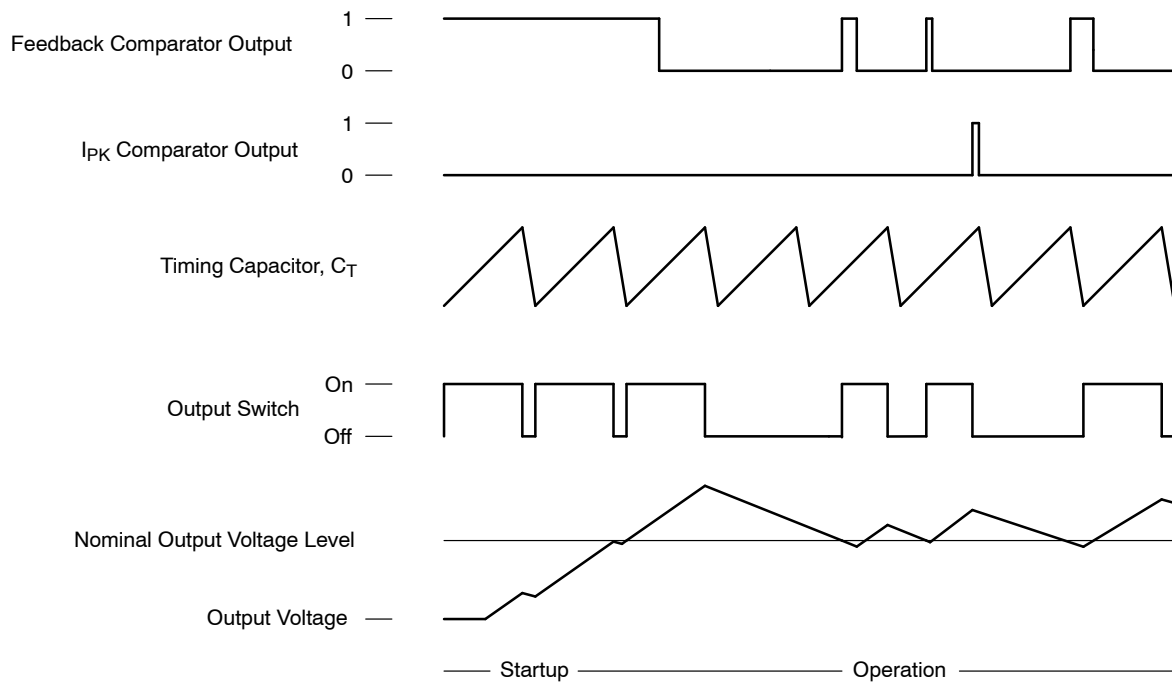 1
Feedback Comparator Output
0
1
IPK Comparator Output
0
Timing Capacitor, CT
On
Output Switch
Off
Nominal Output Voltage Level
Output Voltage
Startup
Operation